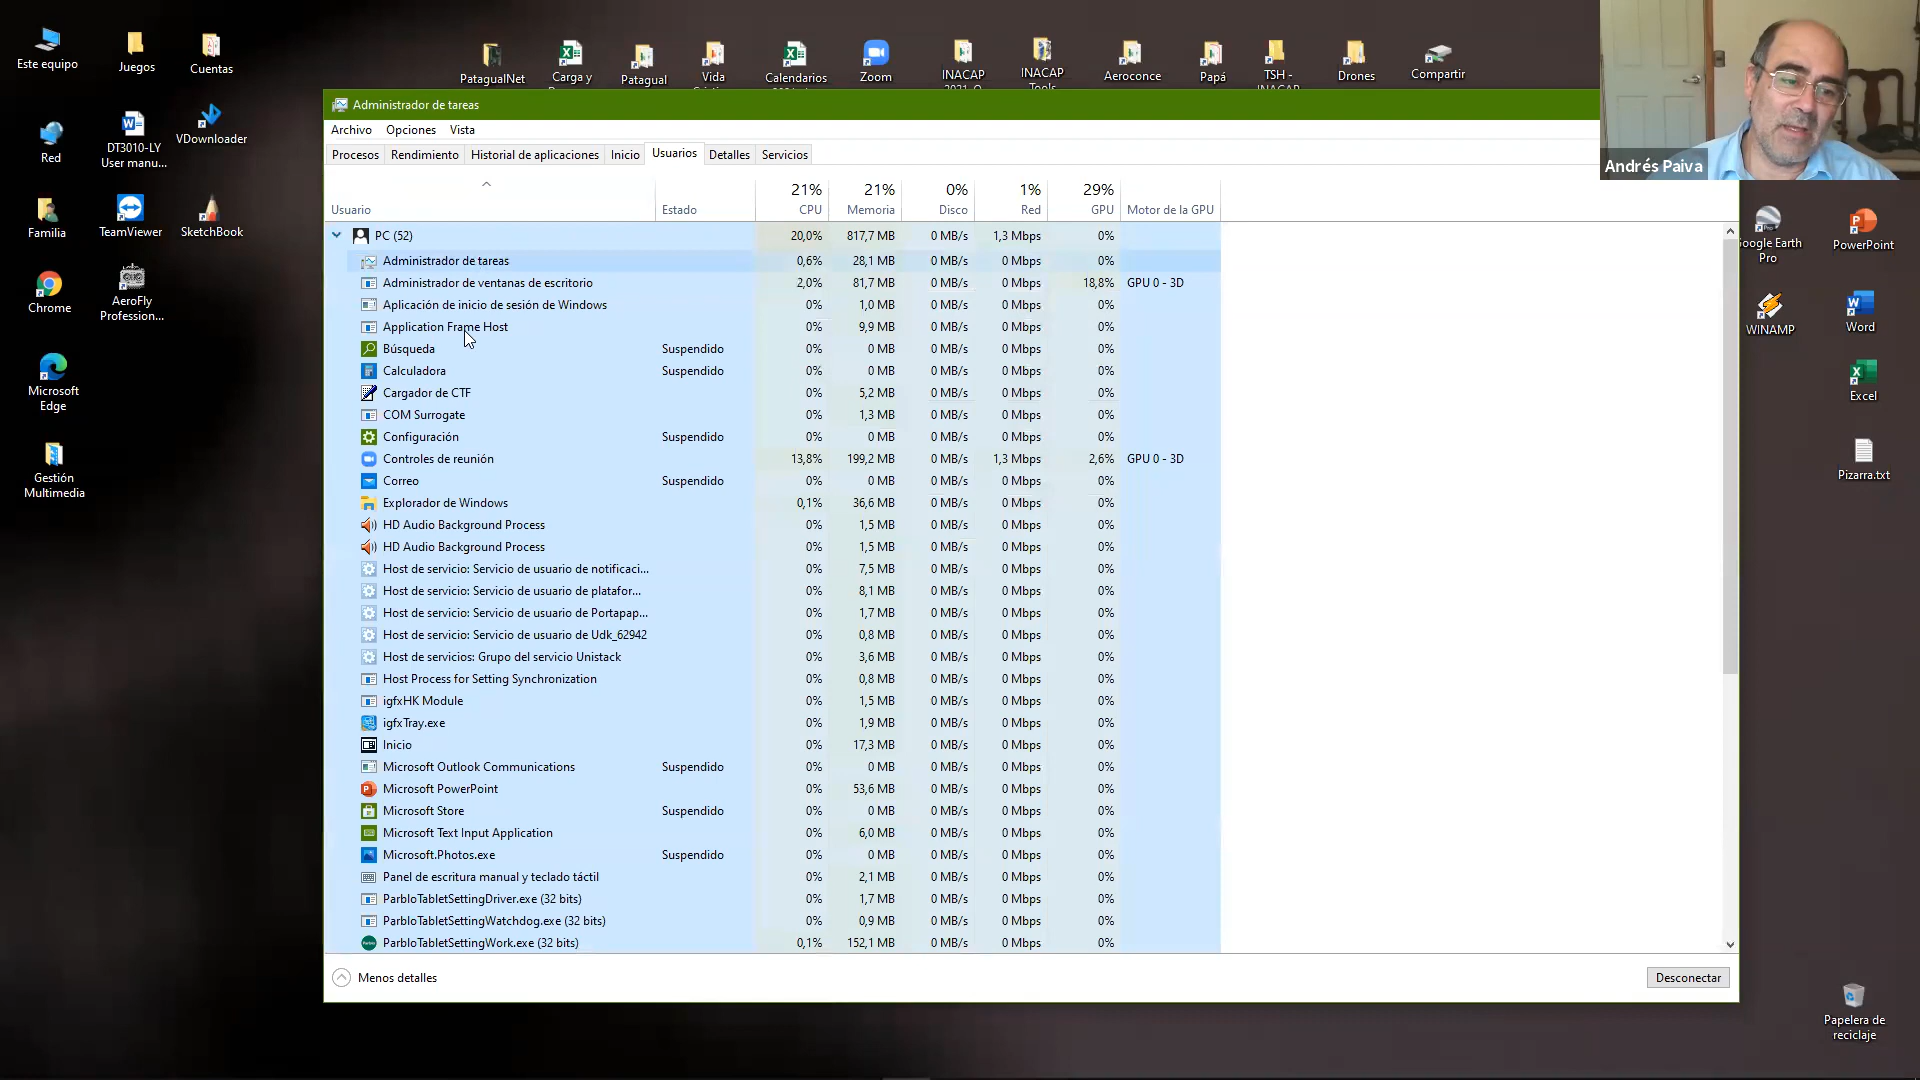 Este equipo
Juegos
Cuentas
PatagualNet
Carga y
Patagual
Vida
Calendarios
Zoom
INACAP
INACAP
Tools
Aeroconce
Papá
TSH -
INACAP
Drones
Compartir
Andrés Paiva
Red
DT3010-LY
User manu...
VDownloader
Familia
TeamViewer
SketchBook
Chrome
AeroFly
Profession...
Microsoft
Edge
Gestión
Multimedia
Google Earth
Pro
PowerPoint
WINAMP
Word
Excel
Pizarra.txt
Papelera de
reciclaje
Administrador de tareas
Archivo Opciones Vista
Procesos Rendimiento Historial de aplicaciones Inicio Usuarios Detalles Servicios
21% 21% 0% 1% 29%
Usuario Estado CPU Memoria Disco Red GPU Motor de la GPU
PC (52) 20,0% 817,7 MB 0 MB/s 1,3 Mbps 0%
Administrador de tareas 0,6% 28,1 MB 0 MB/s 0 Mbps 0%
Administrador de ventanas de escritorio 2,0% 81,7 MB 0 MB/s 0 Mbps 18,8% GPU 0 - 3D
Aplicación de inicio de sesión de Windows 0% 1,0 MB 0 MB/s 0 Mbps 0%
Application Frame Host 0% 9,9 MB 0 MB/s 0 Mbps 0%
Búsqueda Suspendido 0% 0 MB 0 MB/s 0 Mbps 0%
Calculadora Suspendido 0% 0 MB 0 MB/s 0 Mbps 0%
Cargador de CTF 0% 5,2 MB 0 MB/s 0 Mbps 0%
COM Surrogate 0% 1,3 MB 0 MB/s 0 Mbps 0%
Configuración Suspendido 0% 0 MB 0 MB/s 0 Mbps 0%
Controles de reunión 13,8% 199,2 MB 0 MB/s 1,3 Mbps 2,6% GPU 0 - 3D
Correo Suspendido 0% 0 MB 0 MB/s 0 Mbps 0%
Explorador de Windows 0,1% 36,6 MB 0 MB/s 0 Mbps 0%
HD Audio Background Process 0% 1,5 MB 0 MB/s 0 Mbps 0%
HD Audio Background Process 0% 1,5 MB 0 MB/s 0 Mbps 0%
Host de servicio: Servicio de usuario de notificaci... 0% 7,5 MB 0 MB/s 0 Mbps 0%
Host de servicio: Servicio de usuario de platafor... 0% 8,1 MB 0 MB/s 0 Mbps 0%
Host de servicio: Servicio de usuario de Portapap... 0% 1,7 MB 0 MB/s 0 Mbps 0%
Host de servicio: Servicio de usuario de Udk_62942 0% 0,8 MB 0 MB/s 0 Mbps 0%
Host de servicios: Grupo del servicio Unistack 0% 3,6 MB 0 MB/s 0 Mbps 0%
Host Process for Setting Synchronization 0% 0,8 MB 0 MB/s 0 Mbps 0%
igfxHK Module 0% 1,5 MB 0 MB/s 0 Mbps 0%
igfxTray.exe 0% 1,9 MB 0 MB/s 0 Mbps 0%
Inicio 0% 17,3 MB 0 MB/s 0 Mbps 0%
Microsoft Outlook Communications Suspendido 0% 0 MB 0 MB/s 0 Mbps 0%
Microsoft PowerPoint 0% 53,6 MB 0 MB/s 0 Mbps 0%
Microsoft Store Suspendido 0% 0 MB 0 MB/s 0 Mbps 0%
Microsoft Text Input Application 0% 6,0 MB 0 MB/s 0 Mbps 0%
Microsoft.Photos.exe Suspendido 0% 0 MB 0 MB/s 0 Mbps 0%
Panel de escritura manual y teclado táctil 0% 2,1 MB 0 MB/s 0 Mbps 0%
ParbloTabletSettingDriver.exe (32 bits) 0% 1,7 MB 0 MB/s 0 Mbps 0%
ParbloTabletSettingWatchdog.exe (32 bits) 0% 0,9 MB 0 MB/s 0 Mbps 0%
ParbloTabletSettingWork.exe (32 bits) 0,1% 152,1 MB 0 MB/s 0 Mbps 0%
Menos detalles
Desconectar